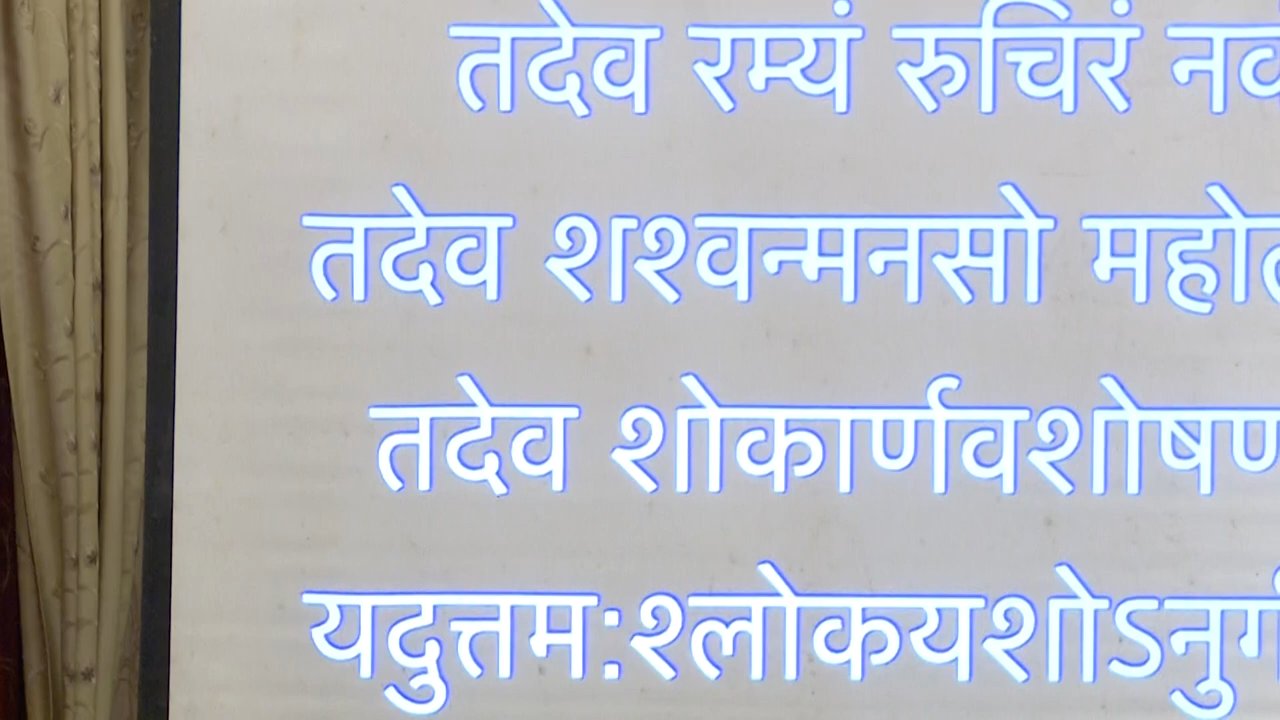 तदेव रम्यं रुचिरं
तदेव शश्वन्मनसो
तदेव
यदुत्तम:श्लोकयशोऽनुगी